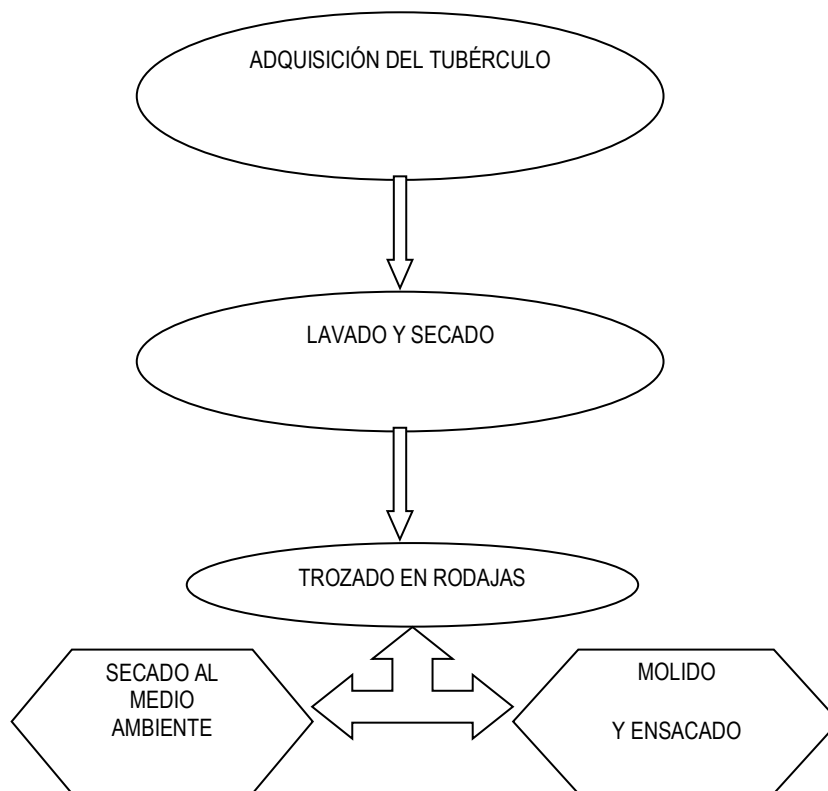 ADQUISICIÓN DEL TUBÉRCULO
LAVADO Y SECADO
TROZADO EN RODAJAS
SECADO AL
MEDIO
AMBIENTE
MOLIDO
Y ENSACADO